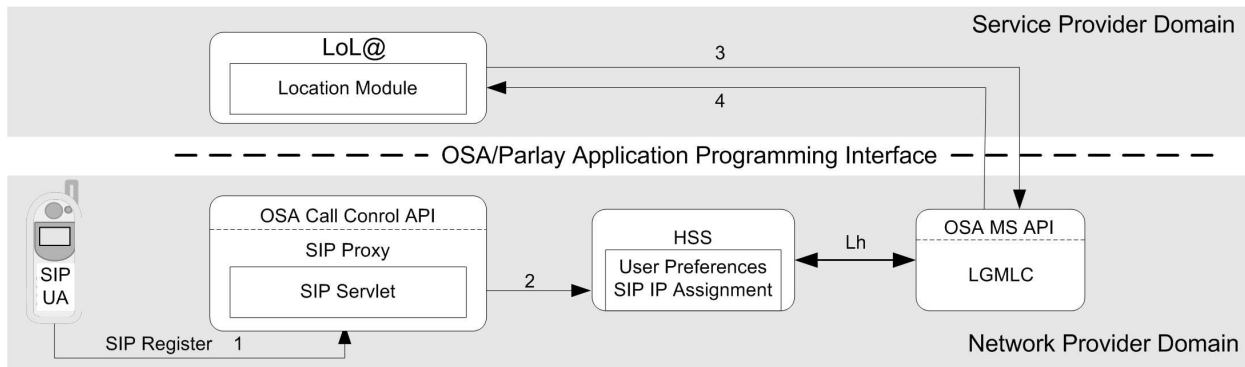 Service Provider Domain
LoL@
Location Module
3
4
OSA/Parlay Application Programming Interface
SIP
UA
OSA Call Conrol API
SIP Proxy
SIP Servlet
2
HSS
User Preferences
SIP IP Assignment
Lh
OSA MS API
LGMLC
SIP Register 1
Network Provider Domain